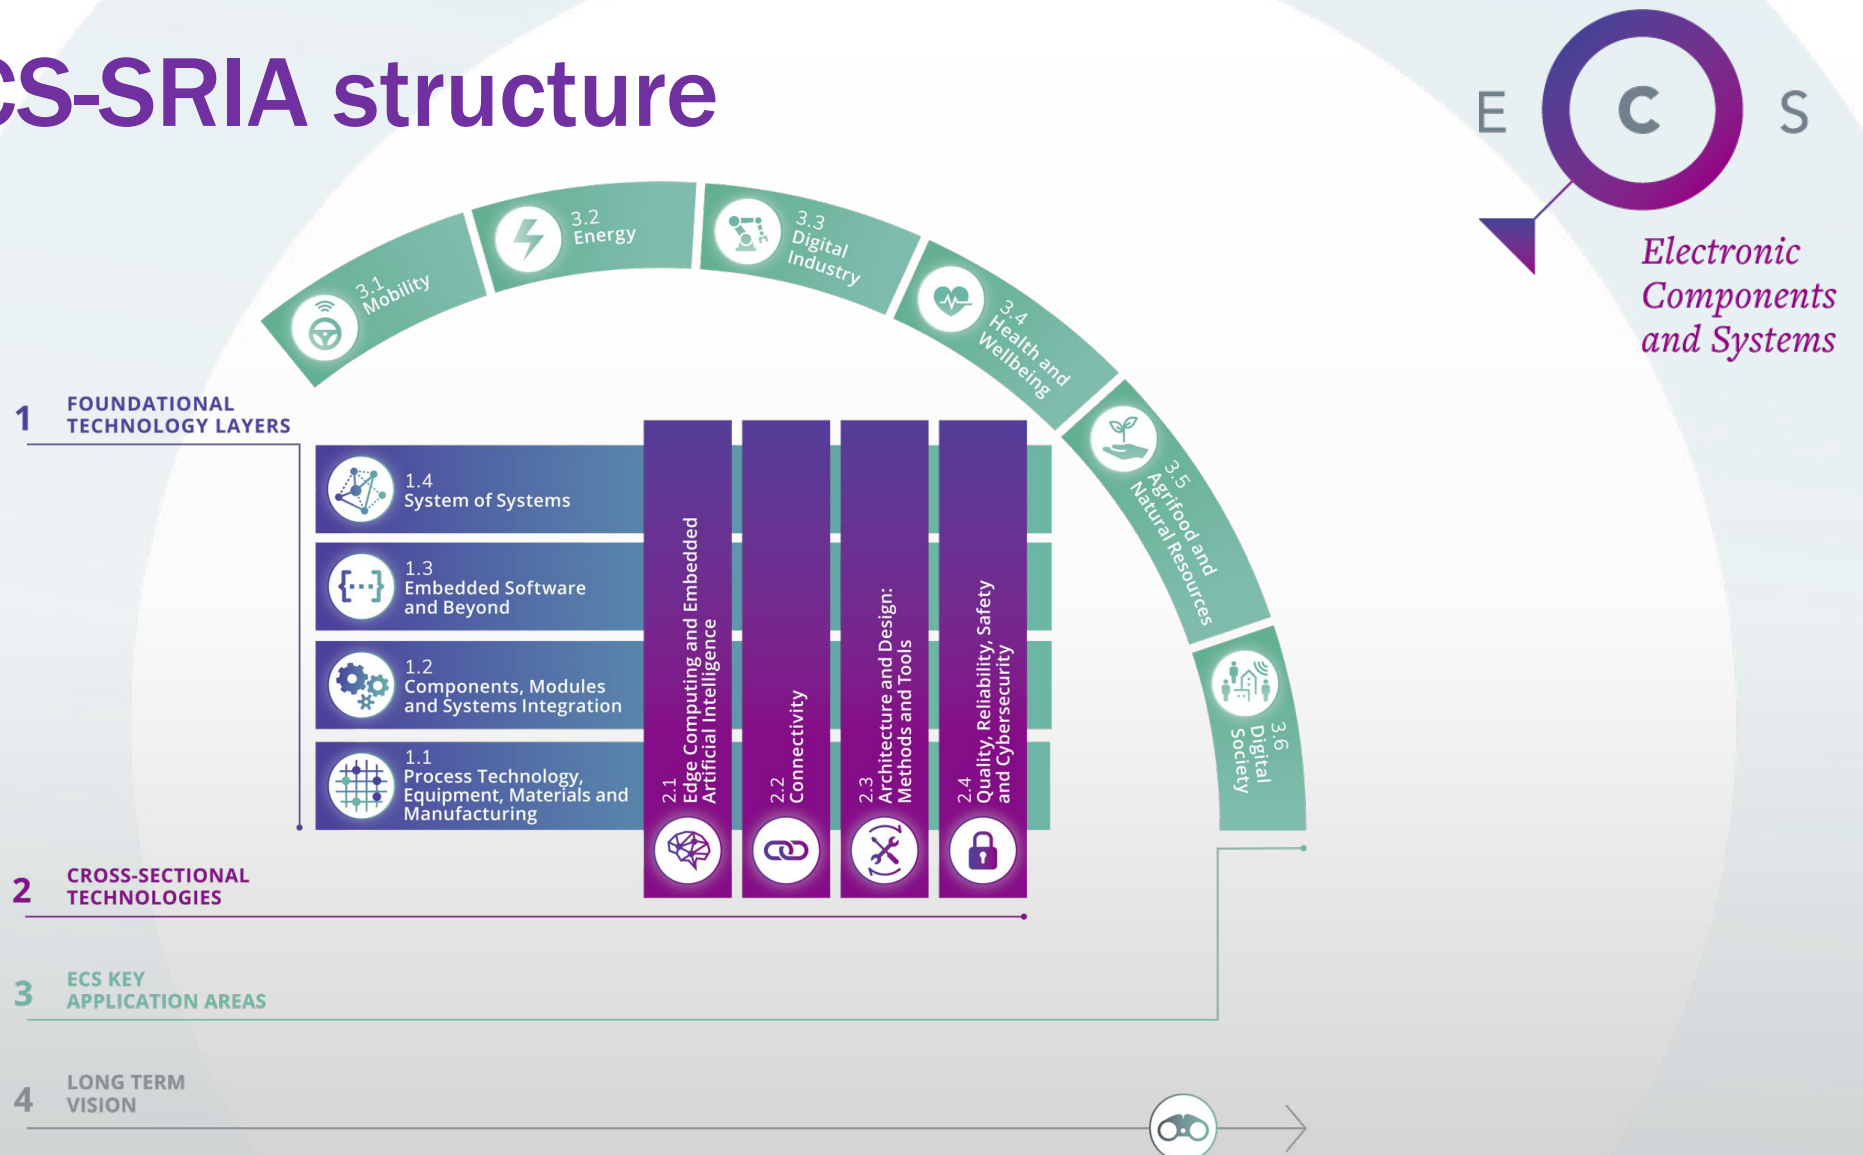 CS-SRIA structure
E C S
Electronic
Components
and Systems
3.1
Mobility
3.2
Energy
3.3
Digital
Industry
3.4
Health and
Wellbeing
3.5
Agrifood and
Natural Resources
3.6
Digital
Society
1
FOUNDATIONAL
TECHNOLOGY LAYERS
1.4
System of Systems
1.3
Embedded Software
and Beyond
1.2
Components, Modules
and Systems Integration
1.1
Process Technology,
Equipment, Materials and
Manufacturing
2.1
Edge Computing and Embedded
Artificial Intelligence
2.2
Connectivity
2.3
Architecture and Design:
Methods and Tools
2.4
Quality, Reliability, Safety
and Cybersecurity
2
CROSS-SECTIONAL
TECHNOLOGIES
3
ECS KEY
APPLICATION AREAS
4
LONG TERM
VISION